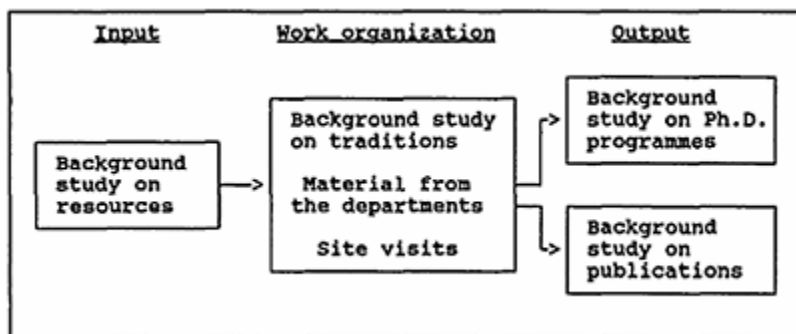 Input
Work organization
Output
Background
study on
resources
Background study
on traditions
Material from
the departments
Site visits
Background
study on Ph.D.
programmes
Background
study on
publications